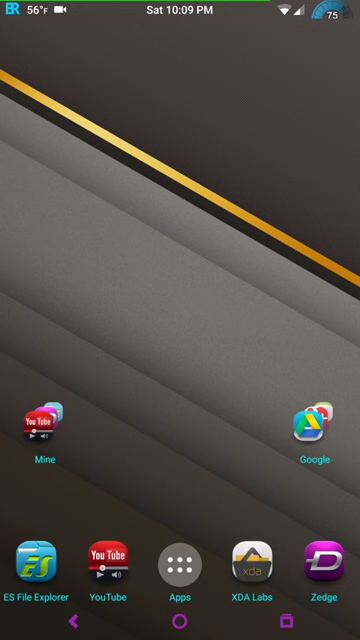 BR 56°F Sat 10:09 PM 75
You Tube
Mine
Google
ES
You Tube
xda
ES File Explorer YouTube Apps XDA Labs Zedge